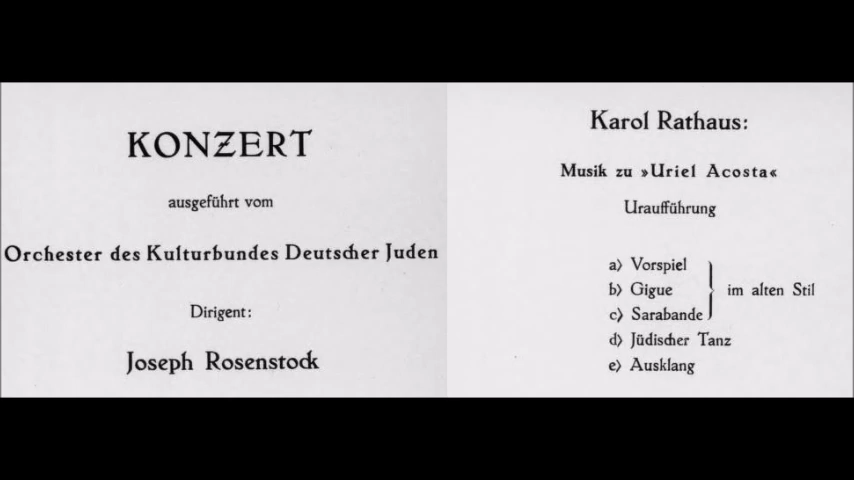 KONZERT
ausgeführt vom
Orchester des Kulturbundes Deutscher Juden
Dirigent:
Joseph Rosenstock
Karol Rathaus:
Musik zu »Uriel Acosta«
Uraufführung
a) Vorspiel
b) Gigue
c) Sarabande
im alten Stil
d) Jüdischer Tanz
e) Ausklang